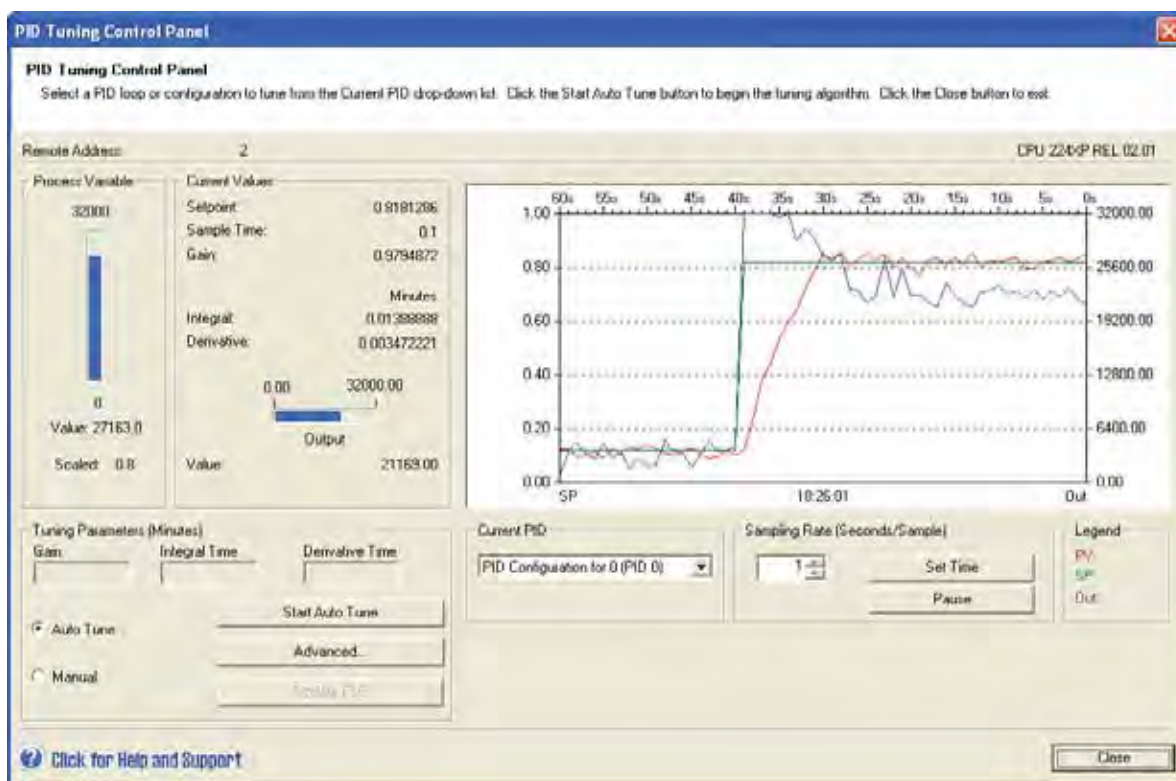 PID Tuning Control Panel
PID Tuning Control Panel
Select a PID loop or configuration to tune from the Current PID drop-down list. Click the Start Auto Tune button to begin the tuning algorithm. Click the Close button to exit.
Remote Address: 2 CPU 224XP REL 02.01
Process Variable
32000
0
Value: 27163.0
Scaled: 0.8
Current Values
Setpoint: 0.8181286
Sample Time: 0.1
Gain: 0.9794872
Minutes
Integral: 0.01388888
Derivative: 0.003472221
0.00 32000.00
Output
Value: 21169.00
60s 55s 50s 45s 40s 35s 30s 25s 20s 15s 10s 5s 0s
1.00 32000.00
0.80 25600.00
0.60 19200.00
0.40 12800.00
0.20 6400.00
0.00 0.00
SP 18:26:01 Out
Tuning Parameters (Minutes)
Gain Integral Time Derivative Time
Auto Tune
Manual
Start Auto Tune
Advanced...
Current PID
PID Configuration for 0 (PID 0)
Sampling Rate (Seconds/Sample)
1
Set Time
Pause
Legend
PV:
SP:
Out:
Click for Help and Support
Close